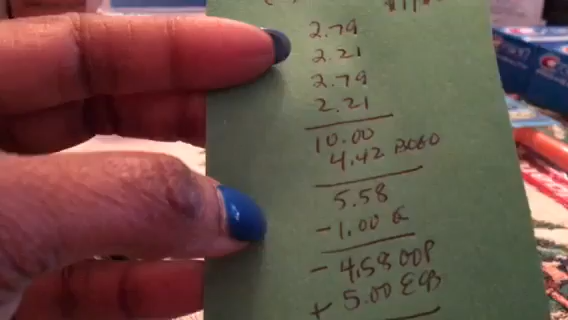 2.79
2.21
2.79
2.21
10.00
4.42 BOGO
5.58
- 1.00
- 4.58 OOP
+ 5.00 ECB